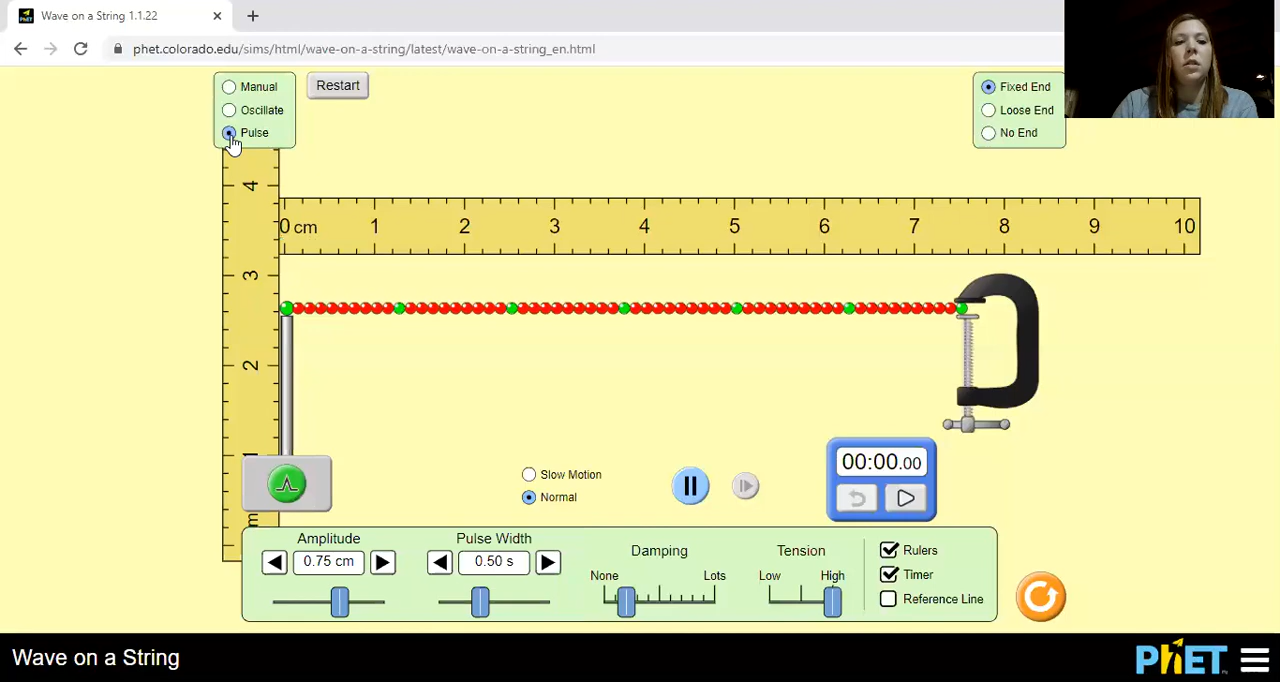 Wave on a String 1.1.22
phet.colorado.edu/sims/html/wave-on-a-string/latest/wave-on-a-string_en.html
Manual
Oscillate
Pulse
Restart
Fixed End
Loose End
No End
0 cm 1 2 3 4 5 6 7 8 9 10
4
3
2
1
m
Slow Motion
Normal
00:00.00
Amplitude
0.75 cm
Pulse Width
0.50 s
Damping
None Lots
Tension
Low High
Rulers
Timer
Reference Line
Wave on a String
PhET